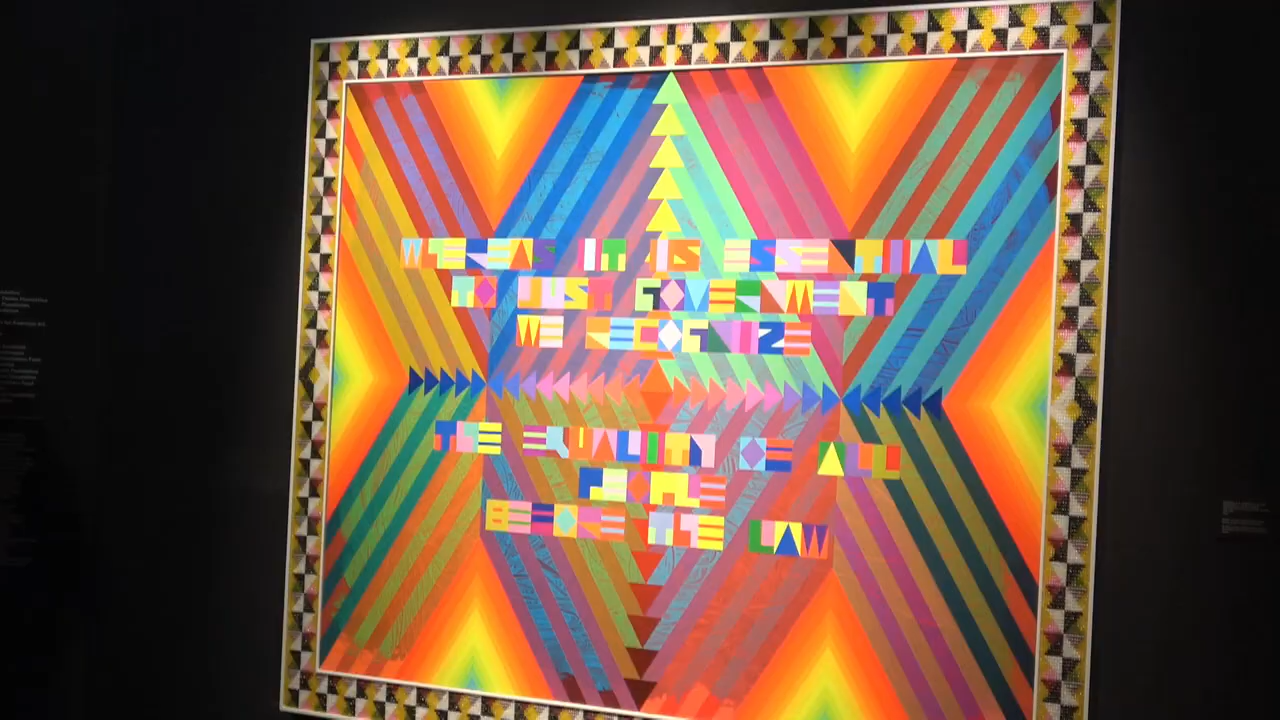 WHEREAS IT IS ESSENTIAL
TO JUST GOVERNMENT
WE RECOGNIZE
THE EQUALITY OF ALL
PEOPLE
BEFORE THE LAW